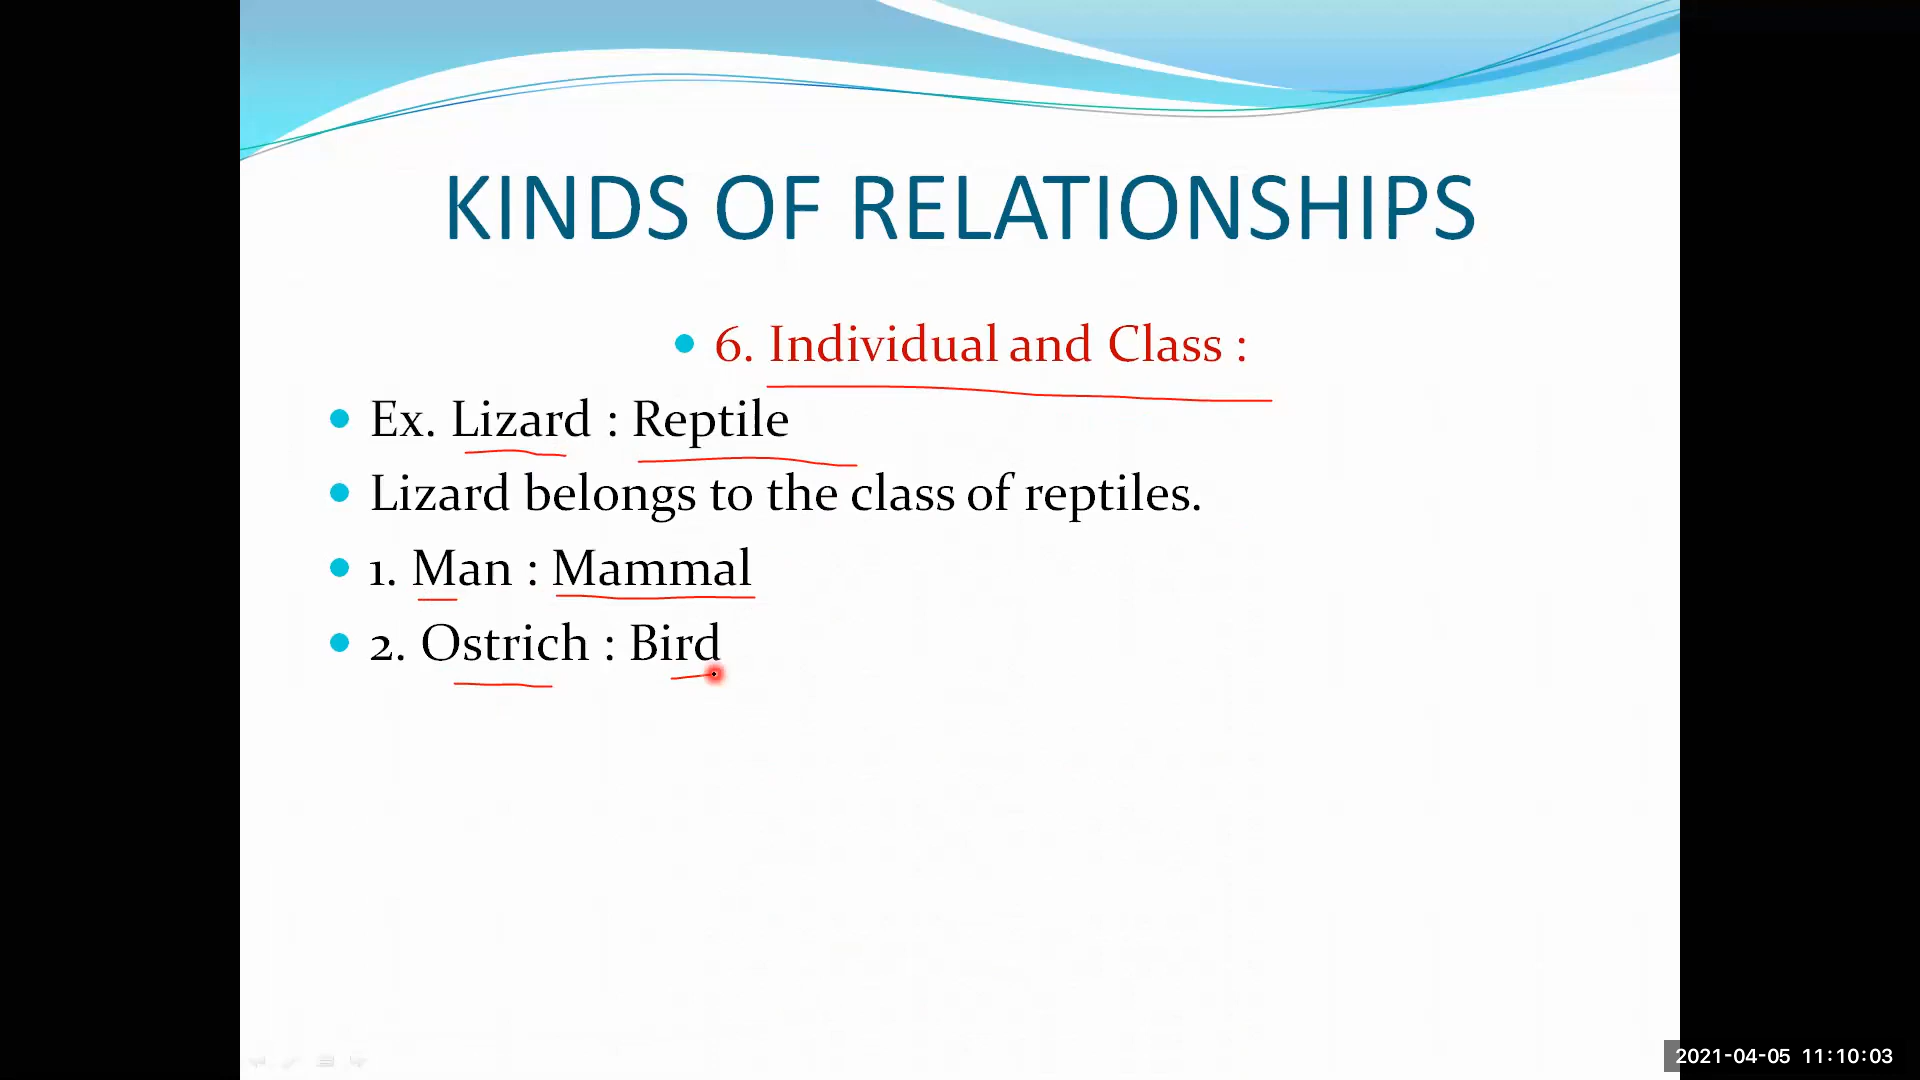 KINDS OF RELATIONSHIPS
6. Individual and Class :
Ex. Lizard : Reptile
Lizard belongs to the class of reptiles.
1. Man : Mammal
2. Ostrich : Bird
2021-04-05 11:10:03